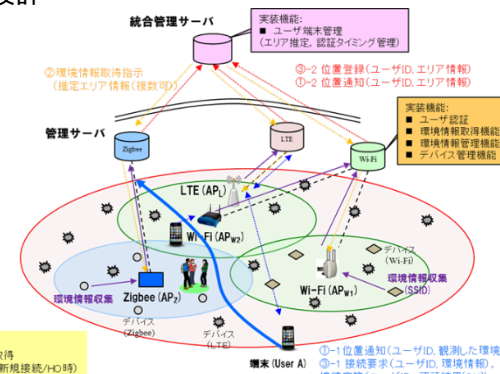 統合管理サーバ
実装機能:
■ ユーザ端末管理
(エリア推定, 認証タイミング管理)
②環境情報取得指示
(推定エリア情報(複数可))
③-2 位置登録(ユーザID, エリア情報)
①-2 位置通知(ユーザID, エリア情報)
管理サーバ
Zigbee
LTE
Wi-Fi
実装機能:
■ ユーザ認証
■ 環境情報取得機能
■ 環境情報管理機能
■ デバイス管理機能
LTE(APL)
Wi-Fi(APW2)
デバイス
(Wi-Fi)
環境情報収集
Zigbee(APZ)
Wi-Fi(APW1)
環境情報収集
(SSID)
デバイス
(Zigbee)
デバイス
(LTE)
取得
新規接続/HO時)
端末(User A)
①-1位置通知(ユーザID, 観測した環境
③-1 接続要求(ユーザID, 環境情報),